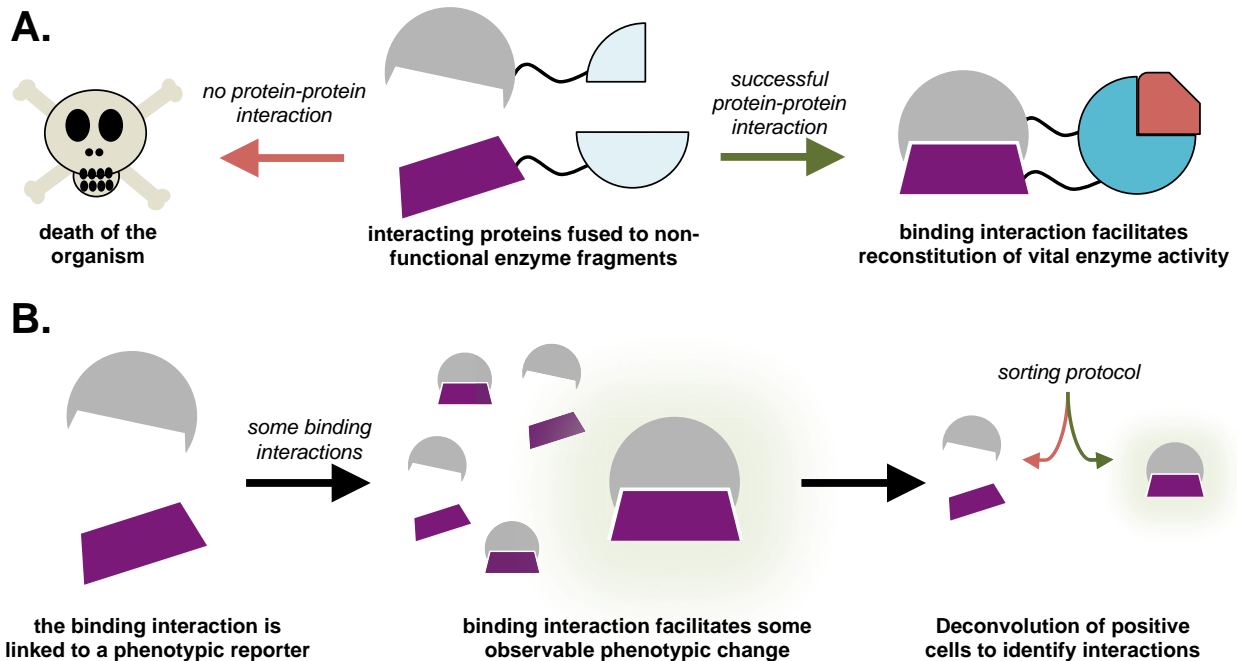 A.
no protein-protein
interaction
successful
protein-protein
interaction
death of the
organism
interacting proteins fused to non-
functional enzyme fragments
binding interaction facilitates
reconstitution of vital enzyme activity
B.
some binding
interactions
sorting protocol
the binding interaction is
linked to a phenotypic reporter
binding interaction facilitates some
observable phenotypic change
Deconvolution of positive
cells to identify interactions